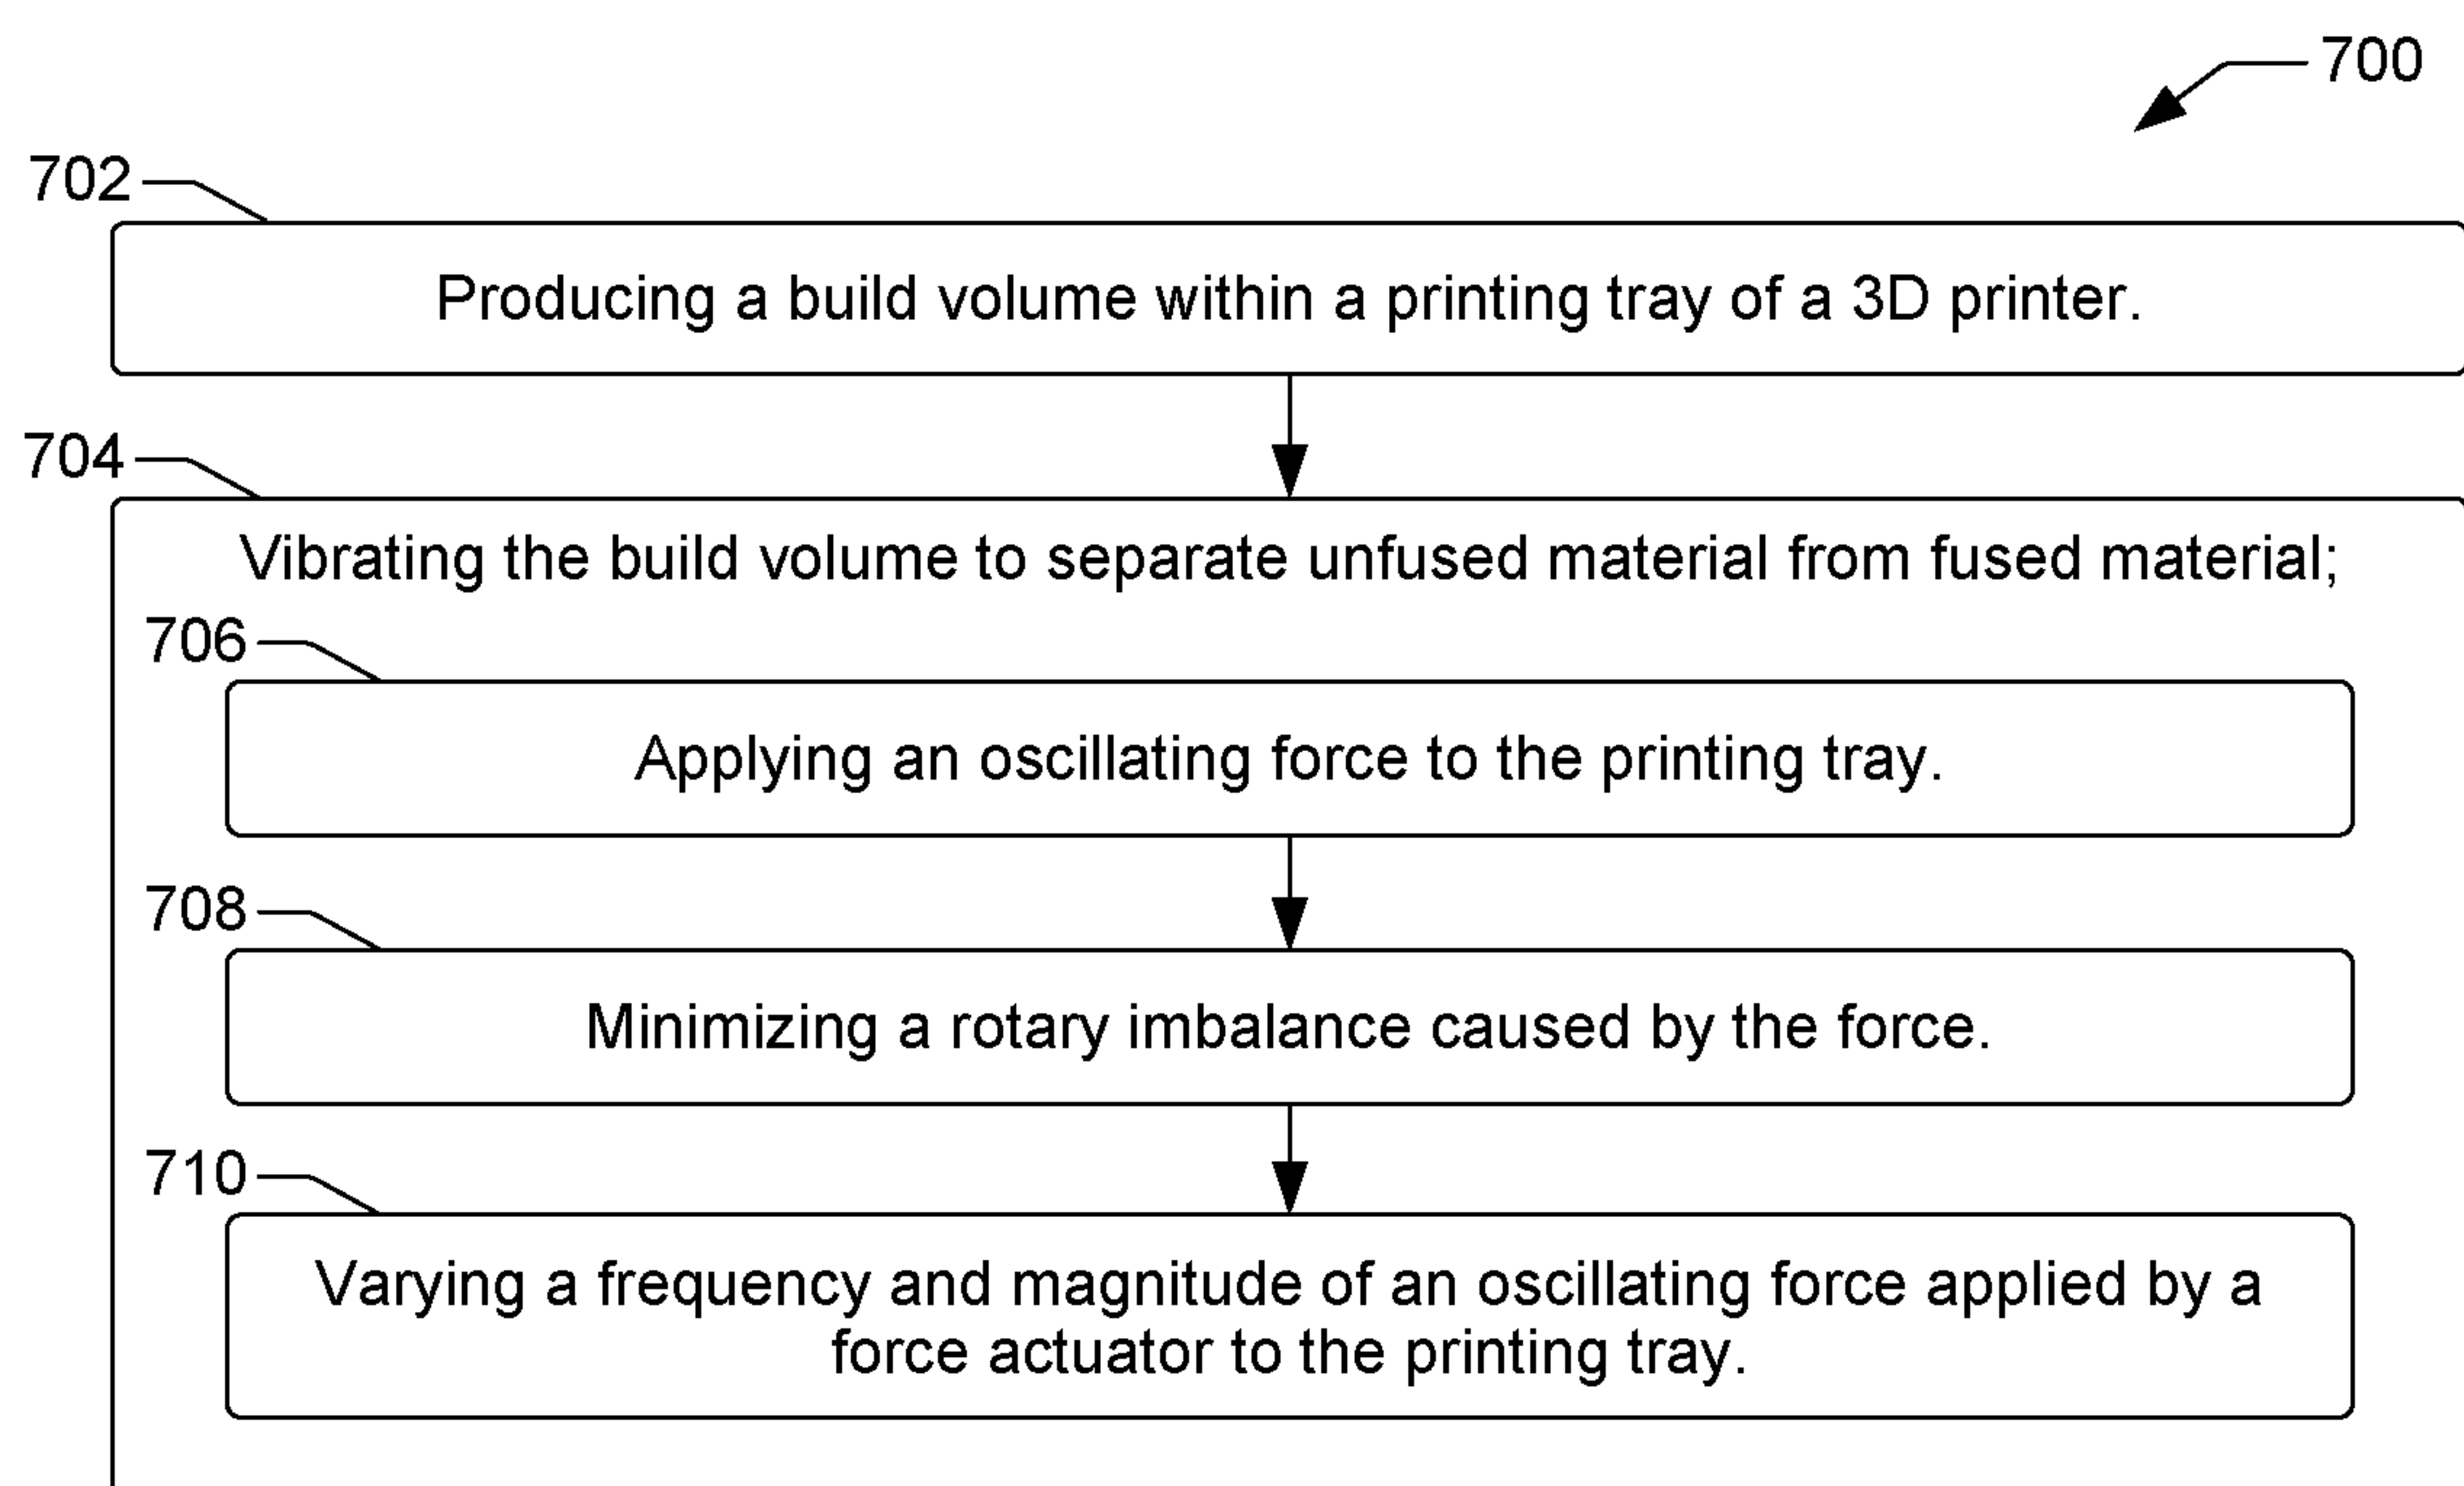 700
702
Producing a build volume within a printing tray of a 3D printer.
704
Vibrating the build volume to separate unfused material from fused material;
706
Applying an oscillating force to the printing tray.
708
Minimizing a rotary imbalance caused by the force.
710
Varying a frequency and magnitude of an oscillating force applied by a
force actuator to the printing tray.